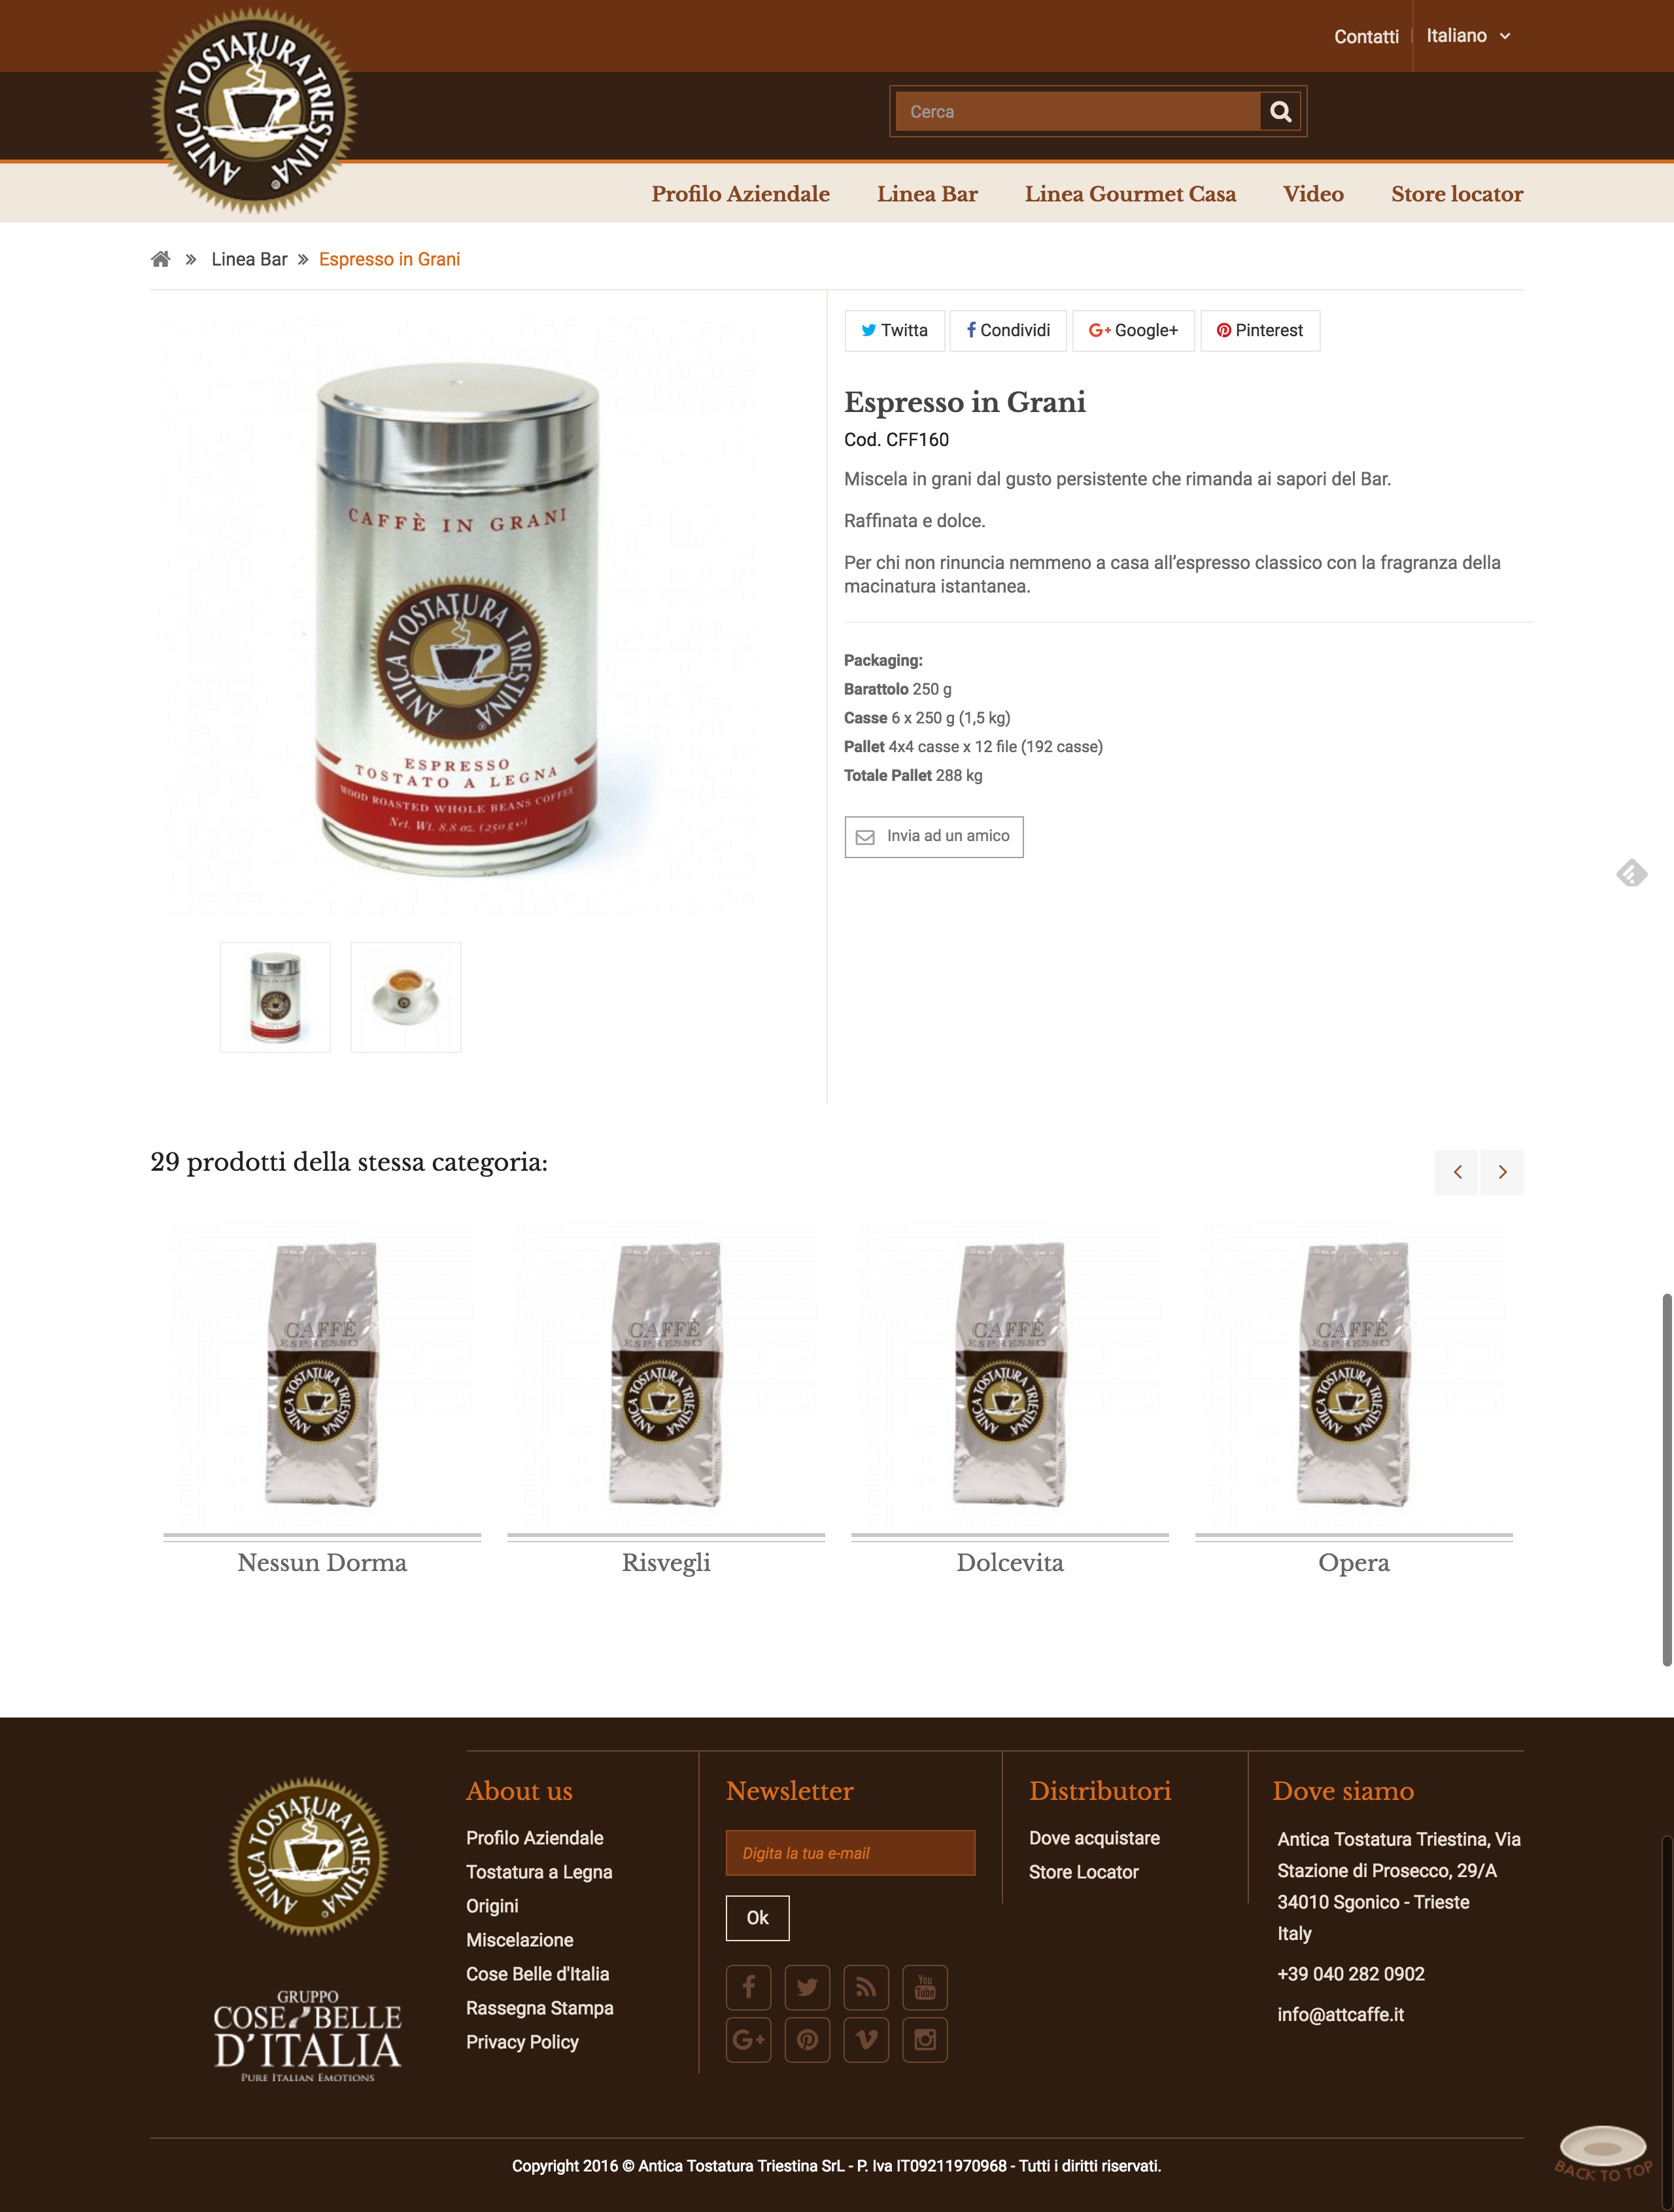 ANTICA TOSTATURA TRIESTINA
®
Contatti
Italiano
Cerca
Profilo Aziendale
Linea Bar
Linea Gourmet Casa
Video
Store locator
Linea Bar
Espresso in Grani
CAFFÈ IN GRANI
ANTICA TOSTATURA TRIESTINA
®
ESPRESSO
TOSTATO A LEGNA
WOOD ROASTED WHOLE BEANS COFFEE
Net. Wt. 8.8 oz. (250 g e)
Twitta
Condividi
Google+
Pinterest
Espresso in Grani
Cod. CFF160
Miscela in grani dal gusto persistente che rimanda ai sapori del Bar.
Raffinata e dolce.
Per chi non rinuncia nemmeno a casa all’espresso classico con la fragranza della
macinatura istantanea.
Packaging:
Barattolo 250 g
Casse 6 x 250 g (1,5 kg)
Pallet 4x4 casse x 12 file (192 casse)
Totale Pallet 288 kg
Invia ad un amico
29 prodotti della stessa categoria:
CAFFÈ
ESPRESSO
ANTICA TOSTATURA TRIESTINA
Nessun Dorma
CAFFÈ
ESPRESSO
ANTICA TOSTATURA TRIESTINA
Risvegli
CAFFÈ
ESPRESSO
ANTICA TOSTATURA TRIESTINA
Dolcevita
CAFFÈ
ESPRESSO
ANTICA TOSTATURA TRIESTINA
Opera
ANTICA TOSTATURA TRIESTINA
®
GRUPPO
COSE BELLE
D'ITALIA
PURE ITALIAN EMOTIONS
About us
Profilo Aziendale
Tostatura a Legna
Origini
Miscelazione
Cose Belle d'Italia
Rassegna Stampa
Privacy Policy
Newsletter
Digita la tua e-mail
Ok
You
Tube
Distributori
Dove acquistare
Store Locator
Dove siamo
Antica Tostatura Triestina, Via
Stazione di Prosecco, 29/A
34010 Sgonico - Trieste
Italy
+39 040 282 0902
info@attcaffe.it
BACK TO TOP
Copyright 2016 © Antica Tostatura Triestina SrL - P. Iva IT09211970968 - Tutti i diritti riservati.